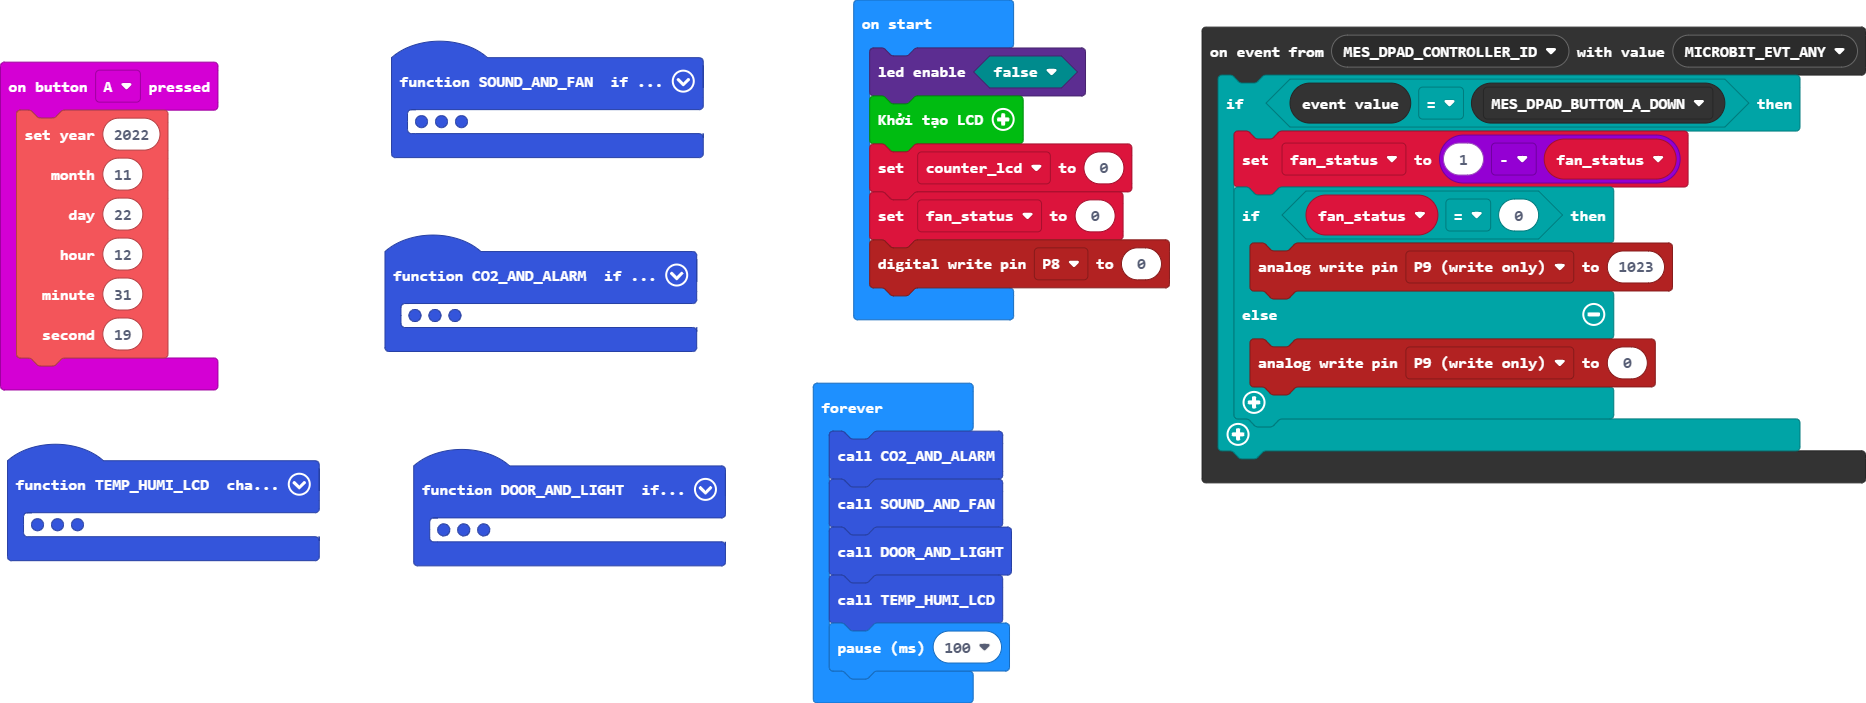 on button A pressed
set year 2022
month 11
day 22
hour 12
minute 31
second 19
function SOUND_AND_FAN if ...
function CO2_AND_ALARM if ...
function TEMP_HUMI_LCD cha...
function DOOR_AND_LIGHT if...
on start
led enable false
Khởi tạo LCD
set counter_lcd to 0
set fan_status to 0
digital write pin P8 to 0
forever
call CO2_AND_ALARM
call SOUND_AND_FAN
call DOOR_AND_LIGHT
call TEMP_HUMI_LCD
pause (ms) 100
on event from MES_DPAD_CONTROLLER_ID with value MICROBIT_EVT_ANY
if event value = MES_DPAD_BUTTON_A_DOWN then
set fan_status to 1 - fan_status
if fan_status = 0 then
analog write pin P9 (write only) to 1023
else
analog write pin P9 (write only) to 0